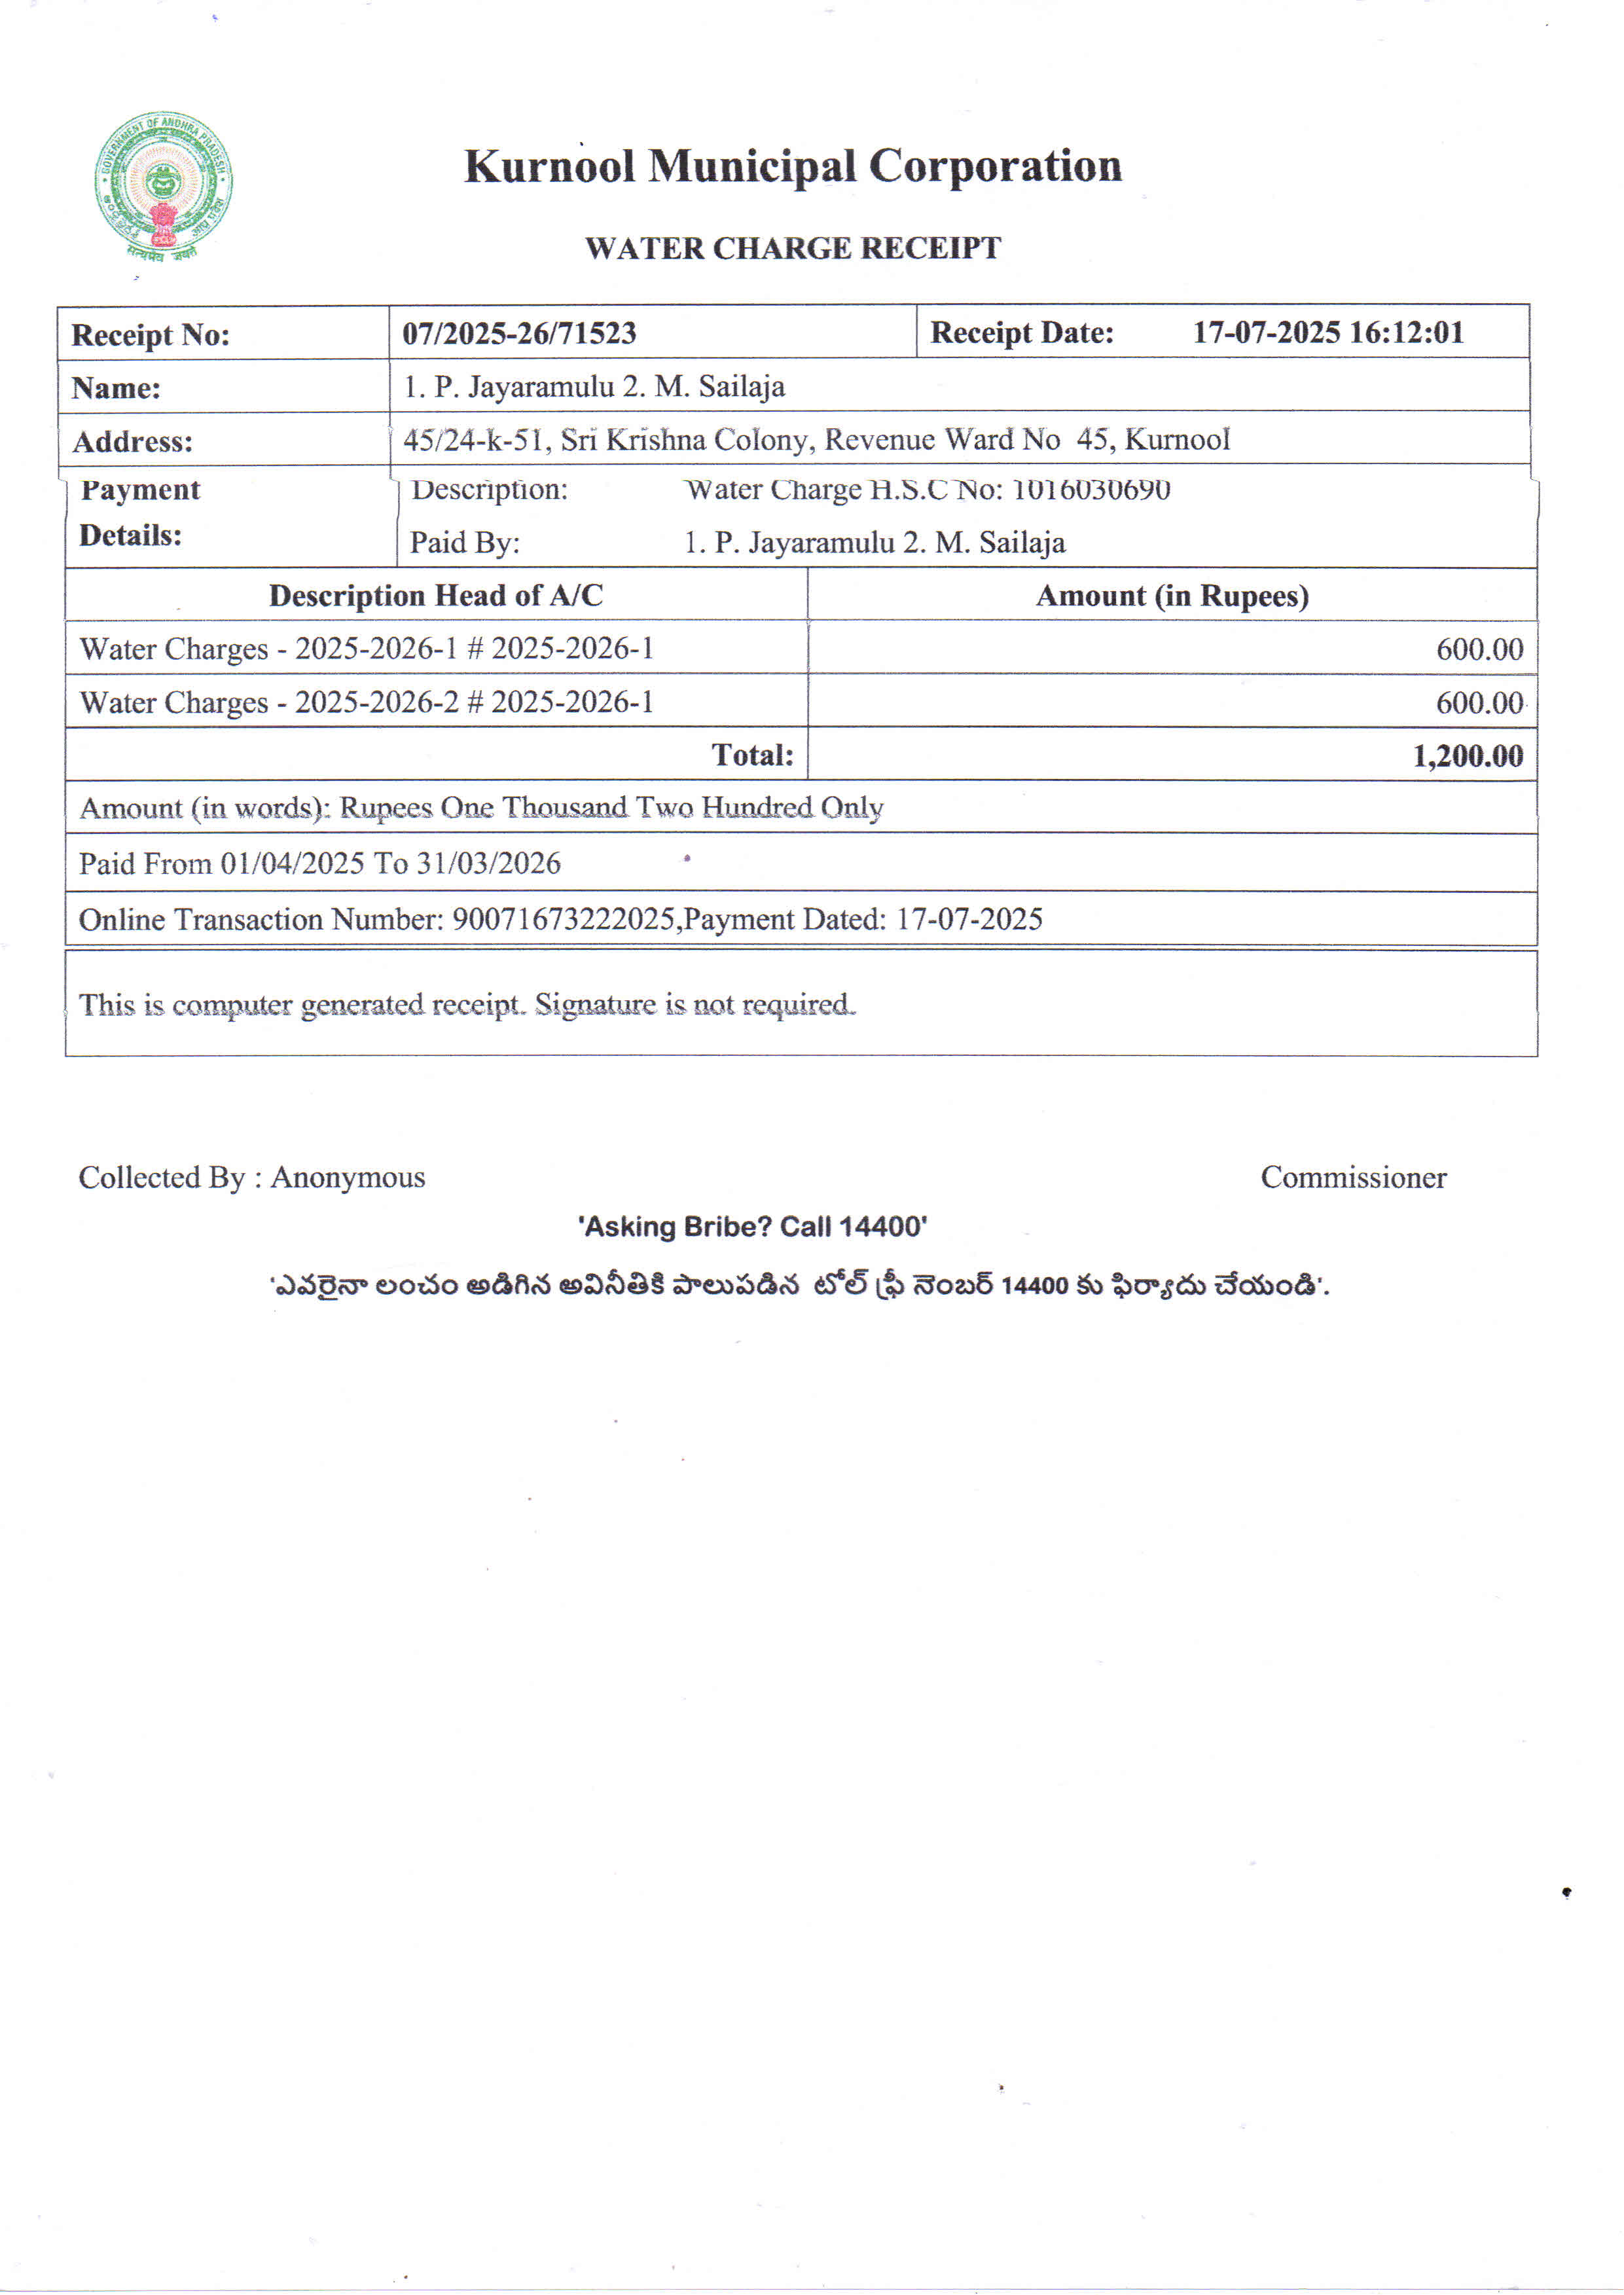 GOVERNMENT OF ANDHRA PRADESH
सत्यमेव जयते
Kurnool Municipal Corporation
WATER CHARGE RECEIPT
Receipt No: 07/2025-26/71523 Receipt Date: 17-07-2025 16:12:01
Name: 1. P. Jayaramulu 2. M. Sailaja
Address: 45/24-k-51, Sri Krishna Colony, Revenue Ward No 45, Kurnool
Payment Details:
Description: Water Charge H.S.C No: 1016030690
Paid By: 1. P. Jayaramulu 2. M. Sailaja
Description Head of A/C Amount (in Rupees)
Water Charges - 2025-2026-1 # 2025-2026-1 600.00
Water Charges - 2025-2026-2 # 2025-2026-1 600.00
Total: 1,200.00
Amount (in words): Rupees One Thousand Two Hundred Only
Paid From 01/04/2025 To 31/03/2026
Online Transaction Number: 90071673222025,Payment Dated: 17-07-2025
This is computer generated receipt. Signature is not required.
Collected By : Anonymous Commissioner
'Asking Bribe? Call 14400'
'ఎవరైనా లంచం అడిగిన అవినీతికి పాలుపడిన టోల్ ఫ్రీ నెంబర్ 14400 కు ఫిర్యాదు చేయండి'.